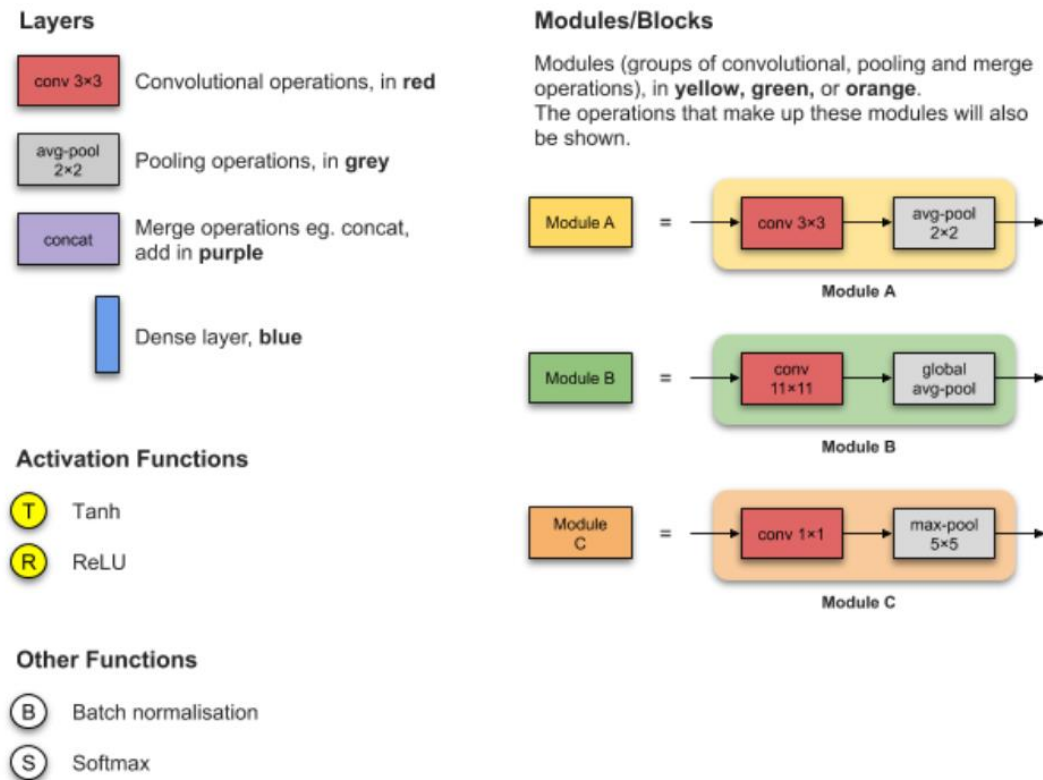 Layers
conv 3×3
Convolutional operations, in red
avg-pool
2×2
Pooling operations, in grey
concat
Merge operations eg. concat,
add in purple
Dense layer, blue
Activation Functions
T
Tanh
R
ReLU
Other Functions
B
Batch normalisation
S
Softmax
Modules/Blocks
Modules (groups of convolutional, pooling and merge
operations), in yellow, green, or orange.
The operations that make up these modules will also
be shown.
Module A
=
conv 3×3
avg-pool
2×2
Module A
Module B
=
conv
11×11
global
avg-pool
Module B
Module
C
=
conv 1×1
max-pool
5×5
Module C